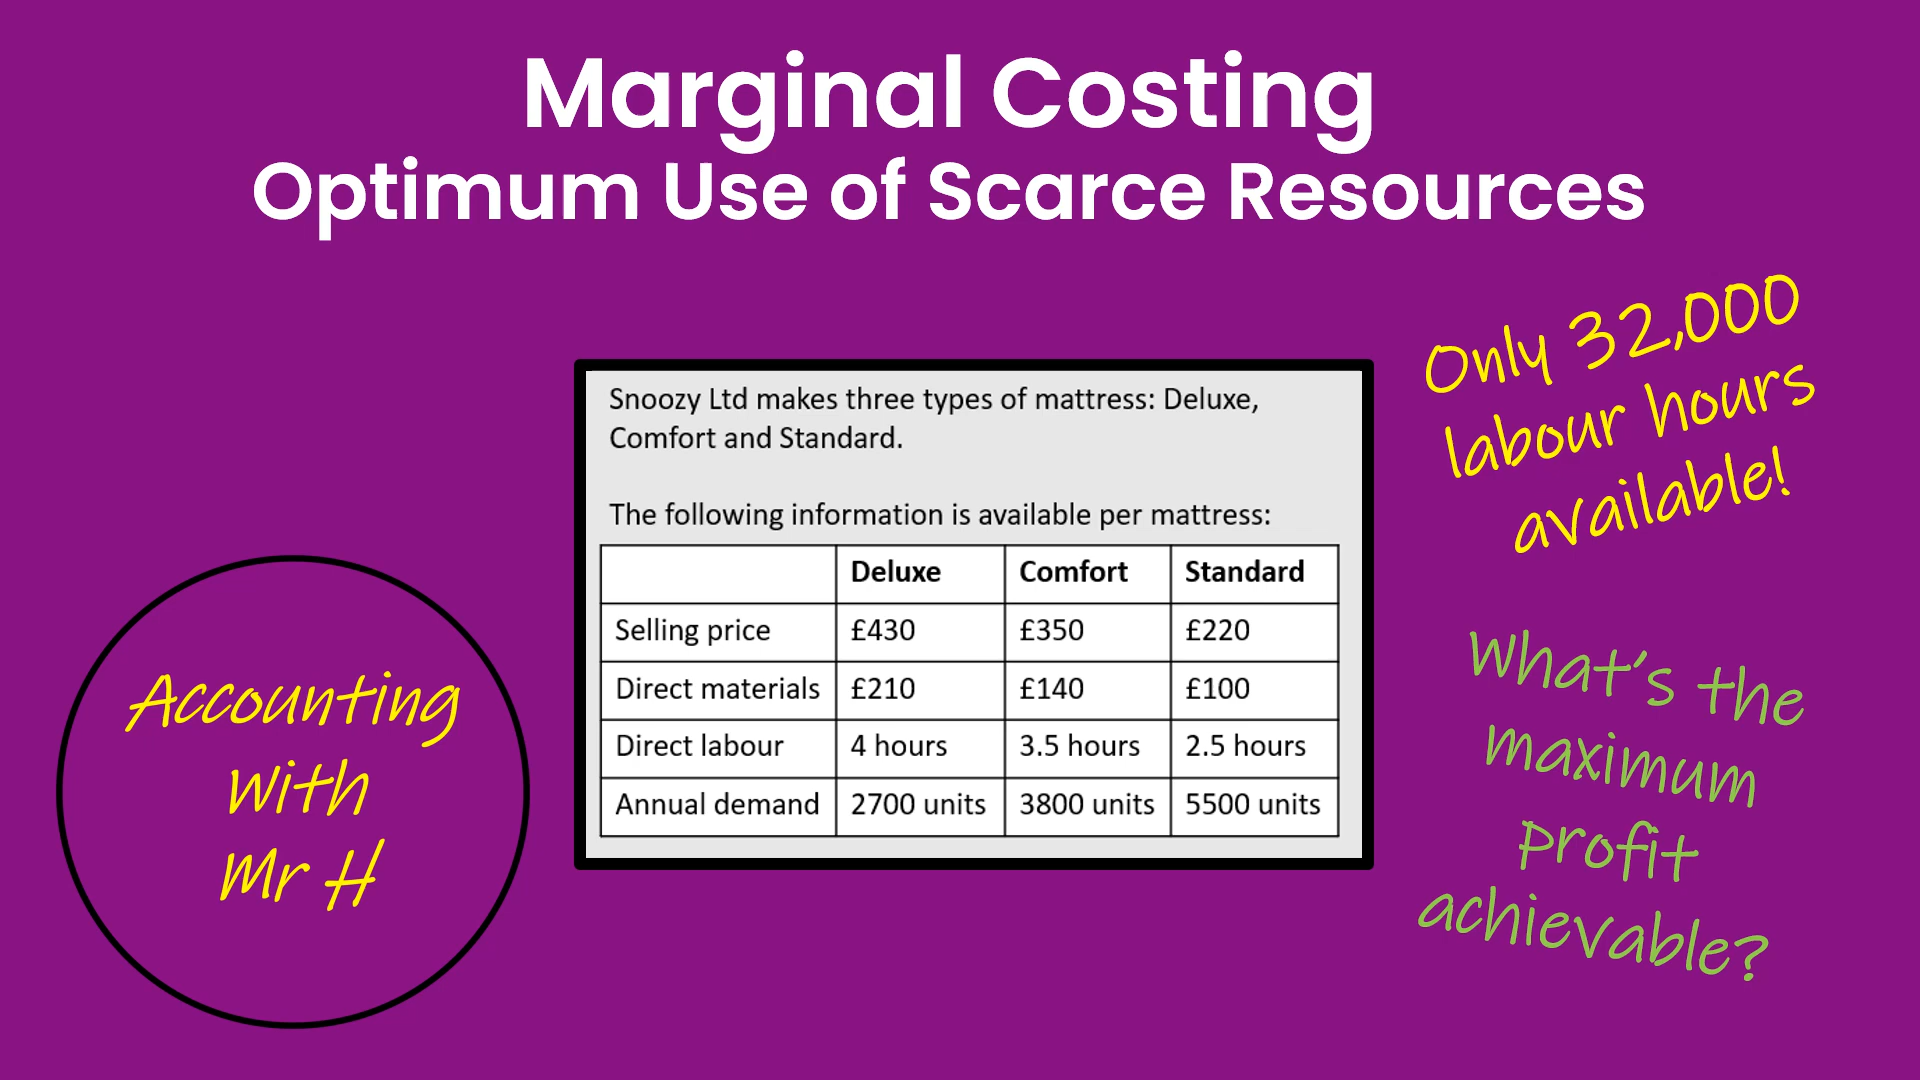 Marginal Costing
Optimum Use of Scarce Resources
Only 32,000
labour hours
available!
Snoozy Ltd makes three types of mattress: Deluxe,
Comfort and Standard.
The following information is available per mattress:
Deluxe Comfort Standard
Selling price £430 £350 £220
Direct materials £210 £140 £100
Direct labour 4 hours 3.5 hours 2.5 hours
Annual demand 2700 units 3800 units 5500 units
Accounting
with
Mr H
What's the
maximum
profit
achievable?